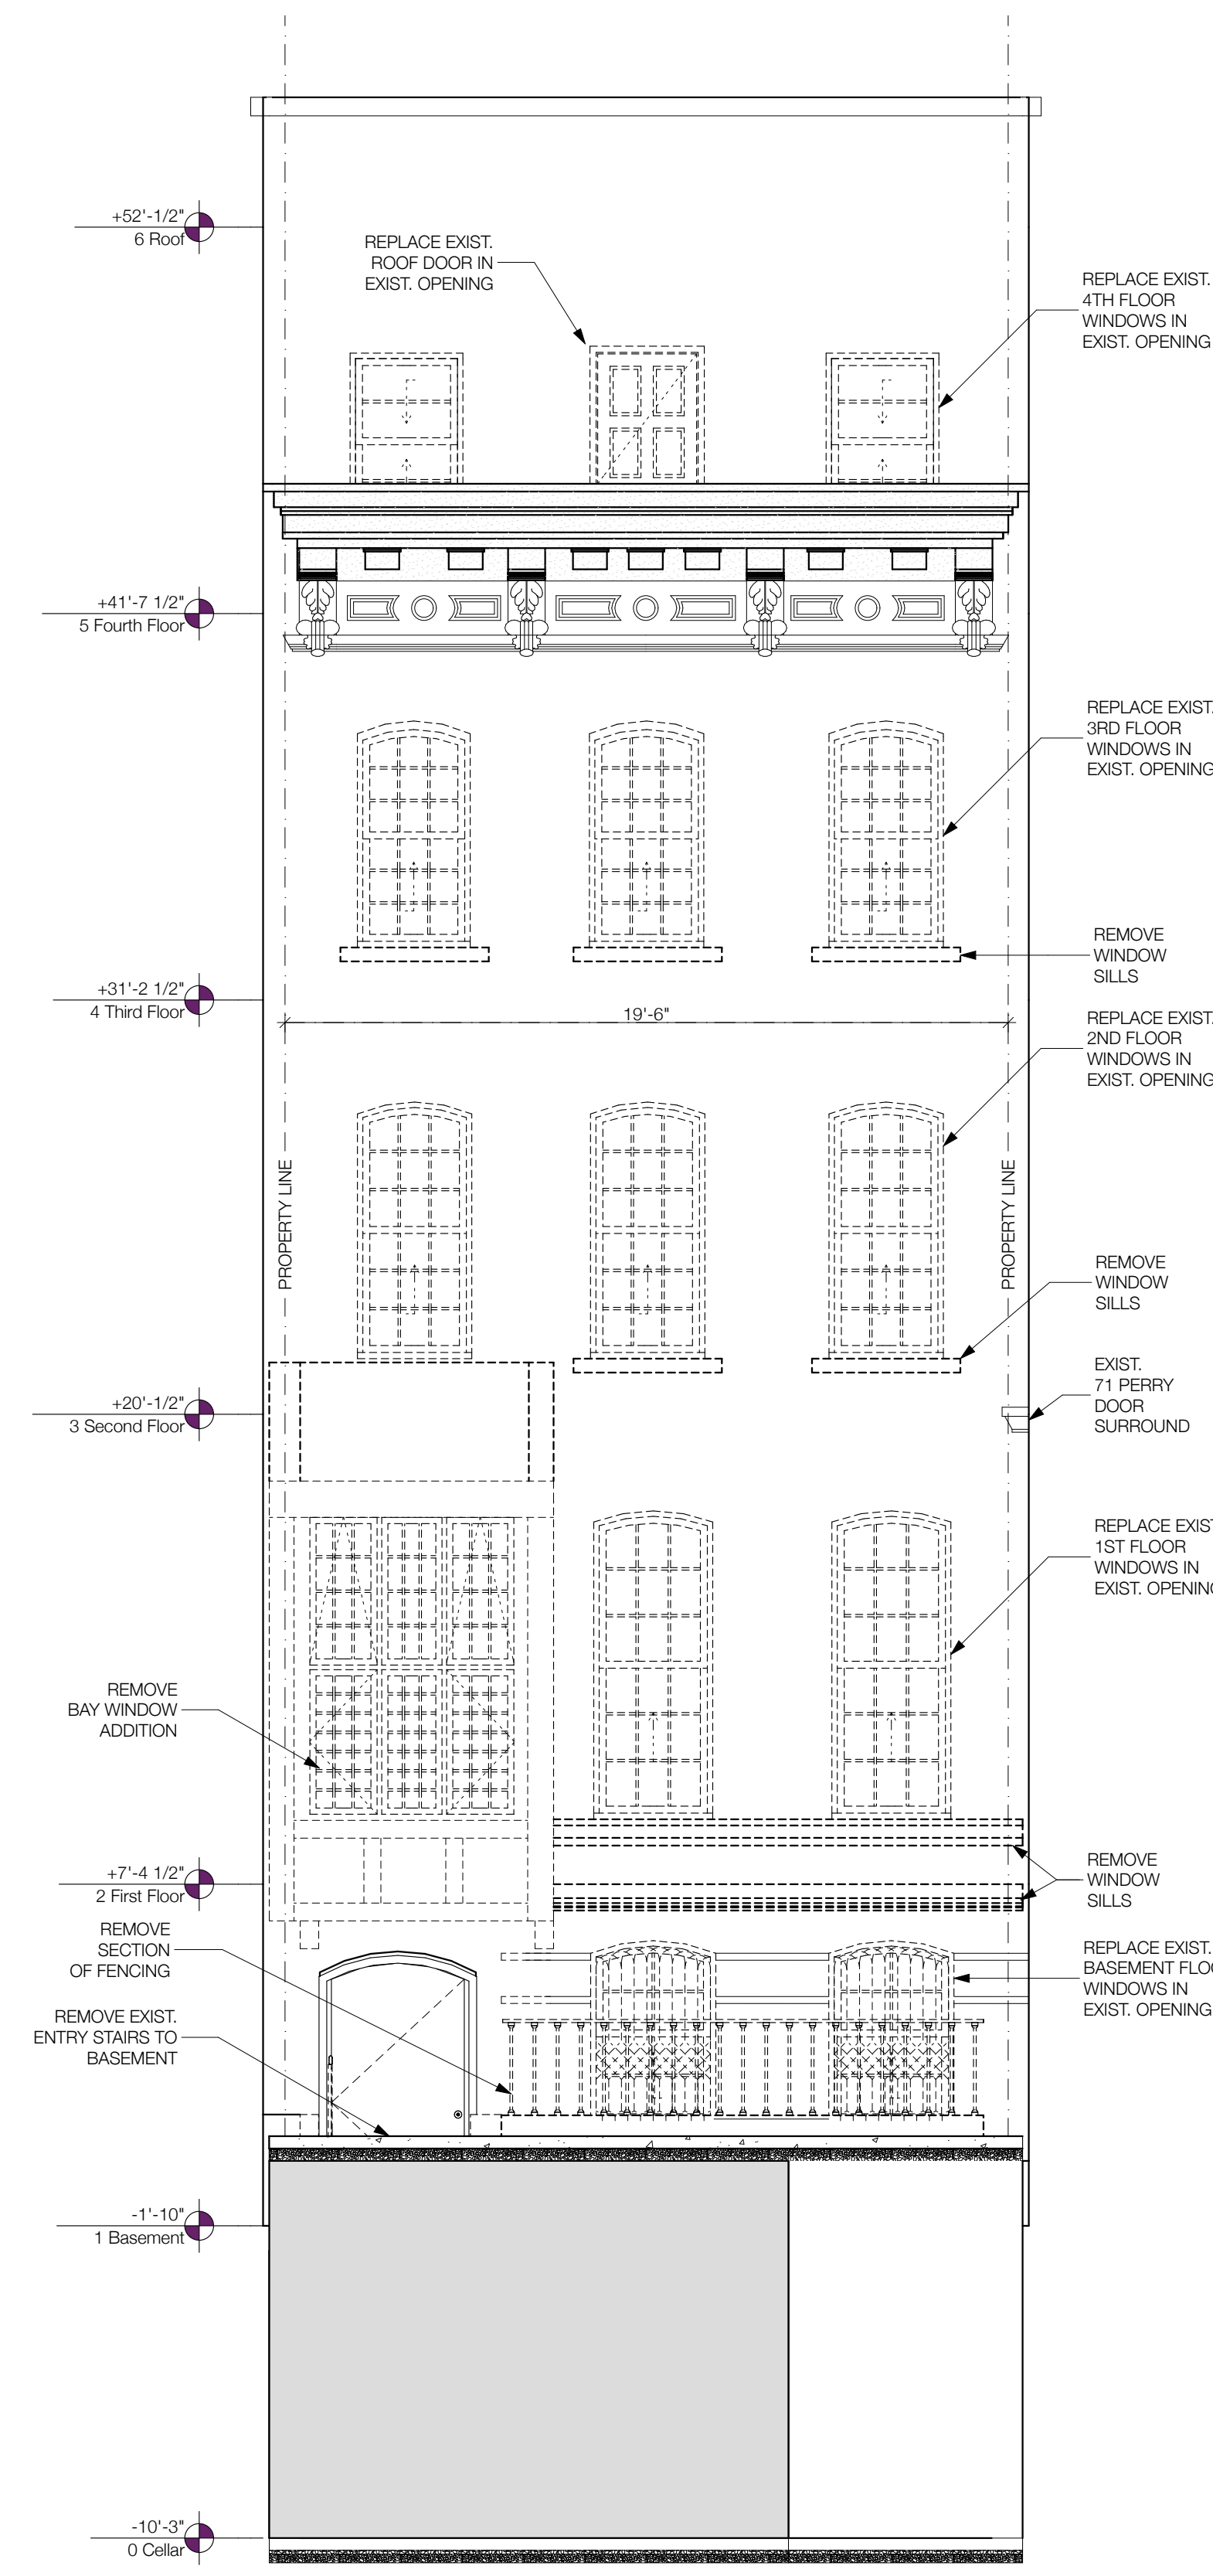 +52'-1/2"
6 Roof
REPLACE EXIST.
ROOF DOOR IN
EXIST. OPENING
REPLACE EXIST.
4TH FLOOR
WINDOWS IN
EXIST. OPENING
+41'-7 1/2"
5 Fourth Floor
REPLACE EXIST.
3RD FLOOR
WINDOWS IN
EXIST. OPENING
REMOVE
WINDOW
SILLS
+31'-2 1/2"
4 Third Floor
19'-6"
REPLACE EXIST.
2ND FLOOR
WINDOWS IN
EXIST. OPENING
PROPERTY LINE
PROPERTY LINE
REMOVE
WINDOW
SILLS
EXIST.
71 PERRY
DOOR
SURROUND
+20'-1/2"
3 Second Floor
REPLACE EXIST
1ST FLOOR
WINDOWS IN
EXIST. OPENING
REMOVE
BAY WINDOW
ADDITION
+7'-4 1/2"
2 First Floor
REMOVE
WINDOW
SILLS
REMOVE
SECTION
OF FENCING
REPLACE EXIST.
BASEMENT FLO
WINDOWS IN
EXIST. OPENING
REMOVE EXIST.
ENTRY STAIRS TO
BASEMENT
-1'-10"
1 Basement
-10'-3"
0 Cellar